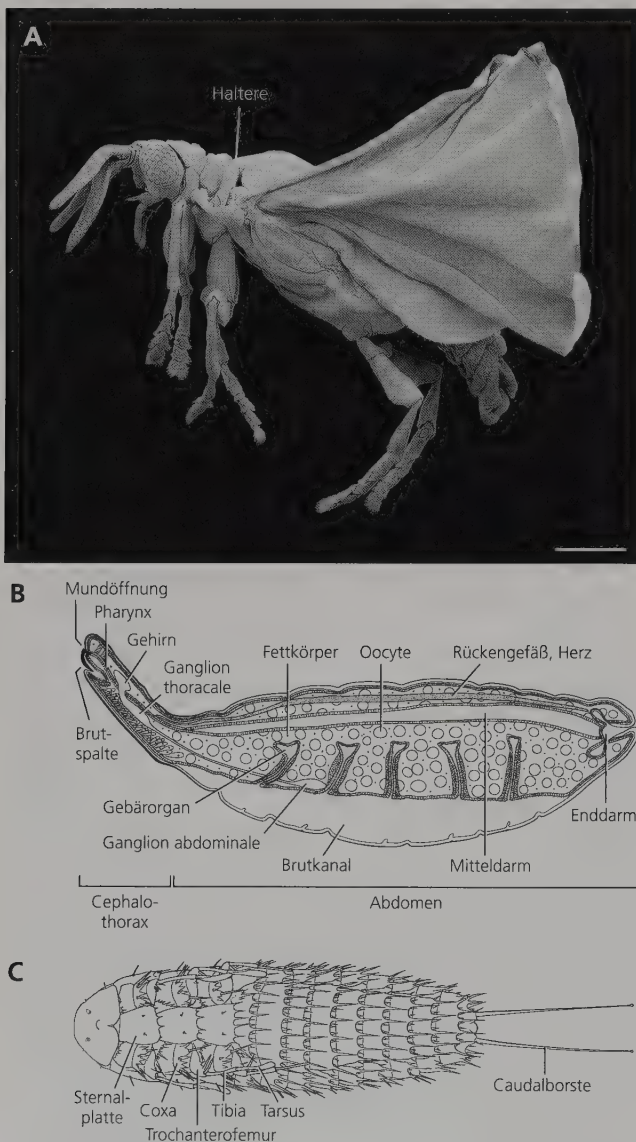 A
Haltere
B
Mundöffnung
Pharynx
Gehirn
Ganglion
thoracale
Fettkörper
Oocyte
Rückengefäß, Herz
Brut-
spalte
Gebärorgan
Ganglion abdominale
Brutkanal
Mitteldarm
Enddarm
Cephalo-
thorax
Abdomen
C
Sternal-
platte
Coxa
Trochanterofemur
Tibia
Tarsus
Caudalborste